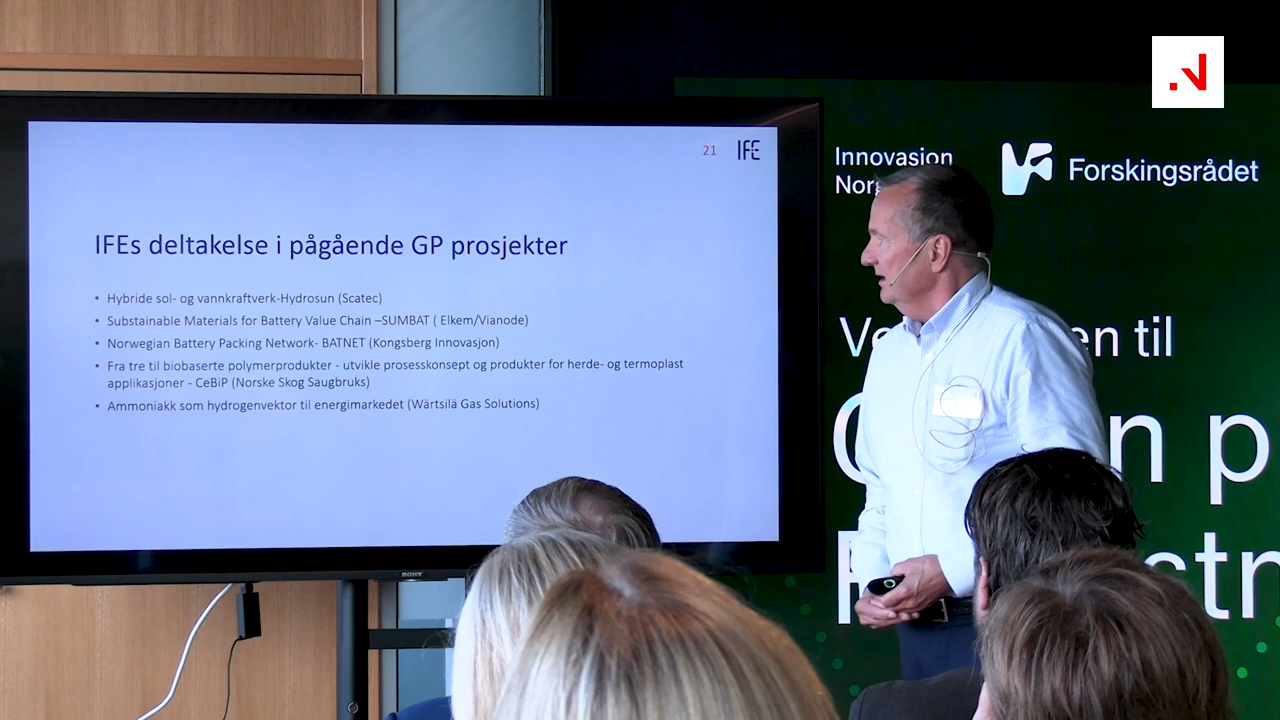 21 IFE
IFEs deltakelse i pågående GP prosjekter
• Hybride sol- og vannkraftverk-Hydrosun (Scatec)
• Substainable Materials for Battery Value Chain –SUMBAT ( Elkem/Vianode)
• Norwegian Battery Packing Network- BATNET (Kongsberg Innovasjon)
• Fra tre til biobaserte polymerprodukter - utvikle prosesskonsept og produkter for herde- og termoplast
applikasjoner - CeBiP (Norske Skog Saugbruks)
• Ammoniakk som hydrogenvektor til energimarkedet (Wärtsilä Gas Solutions)
SONY
Innovasjon
Forskingsrådet
til